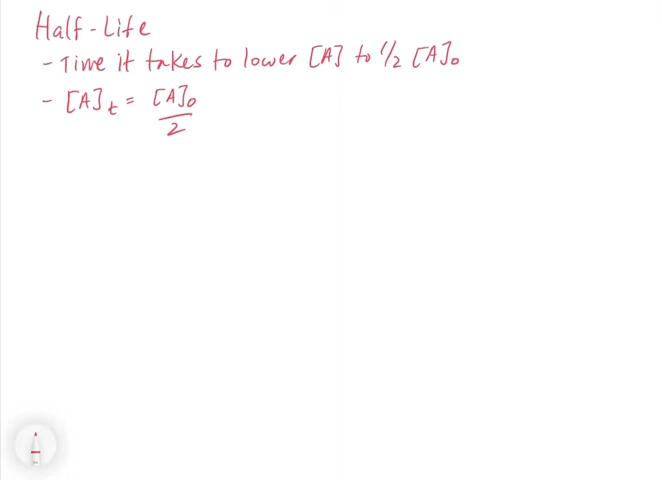 Half-Life
- Time it takes to lower [A] to 1/2 [A]₀
- [A]ₜ = [A]₀
2